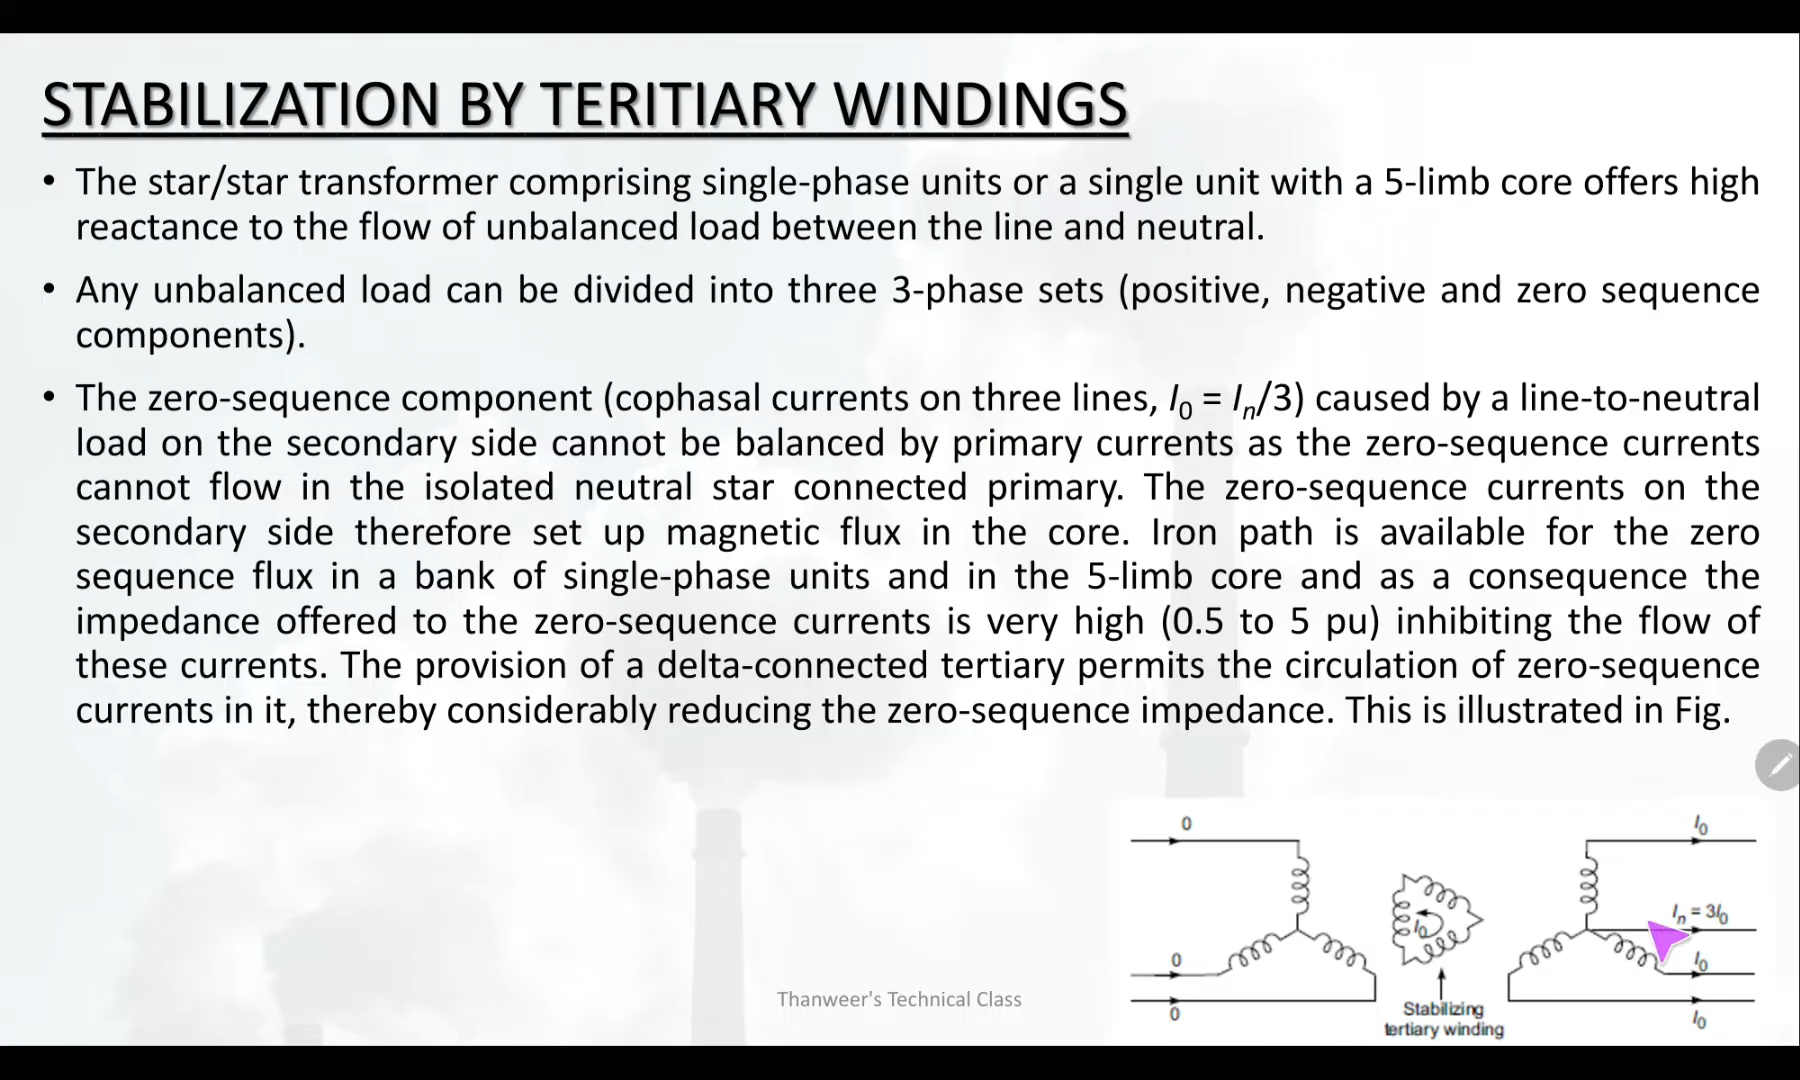 STABILIZATION BY TERITIARY WINDINGS
• The star/star transformer comprising single-phase units or a single unit with a 5-limb core offers high
reactance to the flow of unbalanced load between the line and neutral.
• Any unbalanced load can be divided into three 3-phase sets (positive, negative and zero sequence
components).
• The zero-sequence component (cophasal currents on three lines, I0 = In/3) caused by a line-to-neutral
load on the secondary side cannot be balanced by primary currents as the zero-sequence currents
cannot flow in the isolated neutral star connected primary. The zero-sequence currents on the
secondary side therefore set up magnetic flux in the core. Iron path is available for the zero
sequence flux in a bank of single-phase units and in the 5-limb core and as a consequence the
impedance offered to the zero-sequence currents is very high (0.5 to 5 pu) inhibiting the flow of
these currents. The provision of a delta-connected tertiary permits the circulation of zero-sequence
currents in it, thereby considerably reducing the zero-sequence impedance. This is illustrated in Fig.
0
I0
In = 3I0
I0
0
I0
0
I0
Stabilizing
tertiary winding
Thanweer's Technical Class